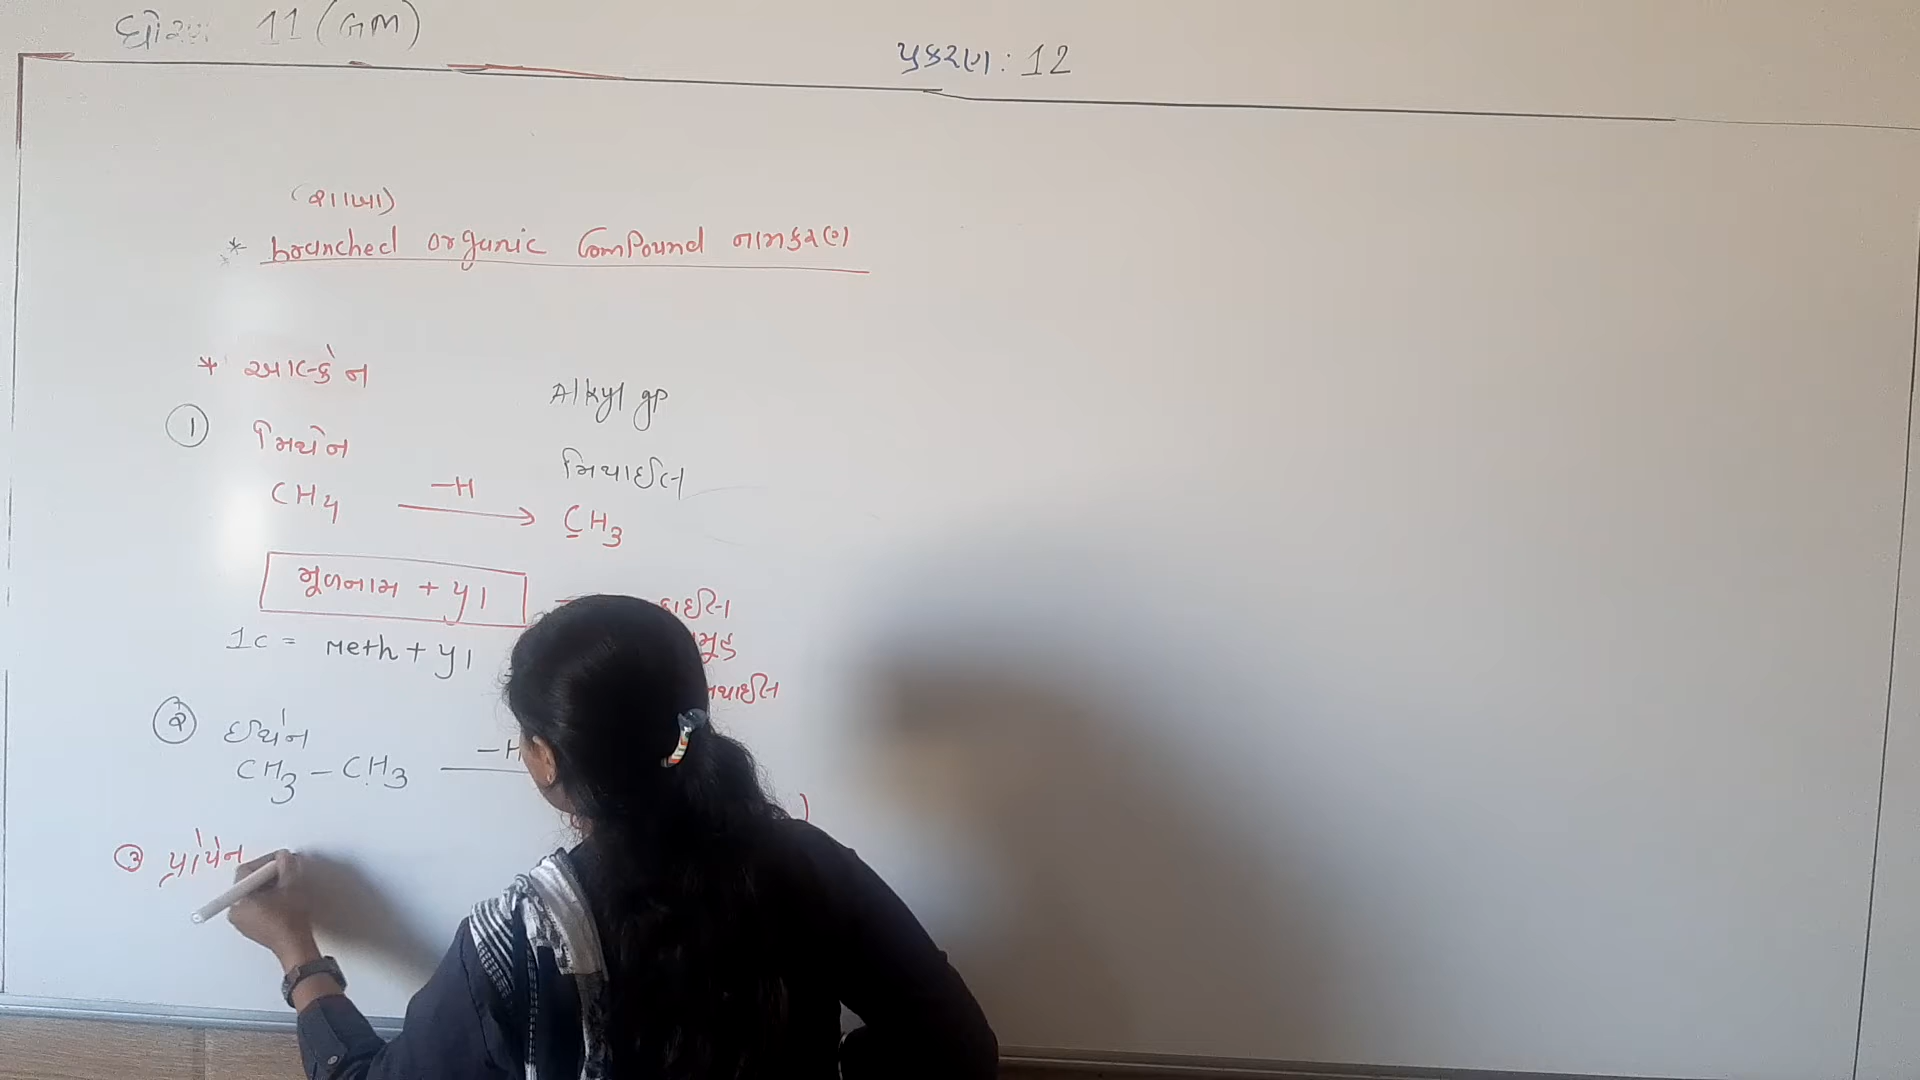 ધોરણ 11 (GM)
પ્રકરણ : 12
(શાખા)
* branched organic Compound નામકરણ
* આલ્કેન
Alkyl gp
1 મિથેન
મિથાઈલ
CH4 —H → CH3
મૂળનામ + yl
1c = Meth + yl
2 ઈથેન
CH3 – CH3 —H
3 પ્રોપેન